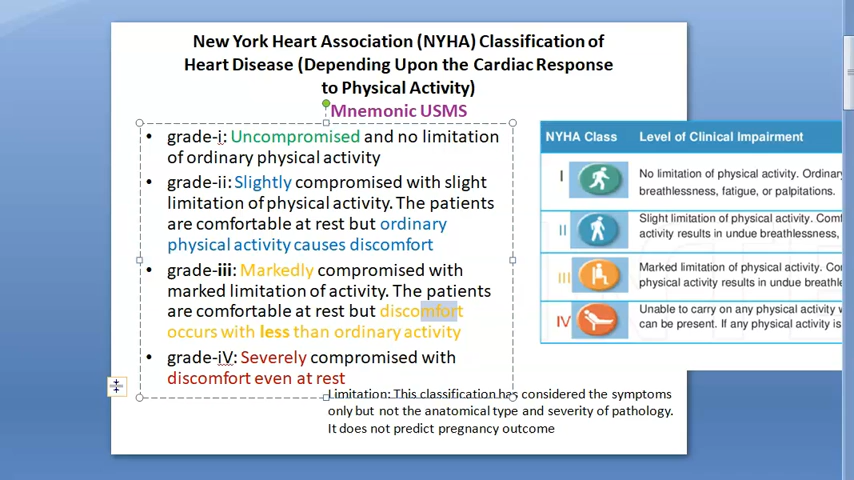 New York Heart Association (NYHA) Classification of
Heart Disease (Depending Upon the Cardiac Response
to Physical Activity)
Mnemonic USMS
• grade-i: Uncompromised and no limitation
of ordinary physical activity
• grade-ii: Slightly compromised with slight
limitation of physical activity. The patients
are comfortable at rest but ordinary
physical activity causes discomfort
• grade-iii: Markedly compromised with
marked limitation of activity. The patients
are comfortable at rest but discomfort
occurs with less than ordinary activity
• grade-iV: Severely compromised with
discomfort even at rest
Limitation: This classification has considered the symptoms
only but not the anatomical type and severity of pathology.
It does not predict pregnancy outcome
NYHA Class Level of Clinical Impairment
I No limitation of physical activity.
breathlessness, fatigue, or palpitations.
II Slight limitation of physical activity.
activity results in undue breathlessness,
III Marked limitation of physical activity.
physical activity results in undue
IV Unable to carry on any physical activity
can be present. If any physical activity is